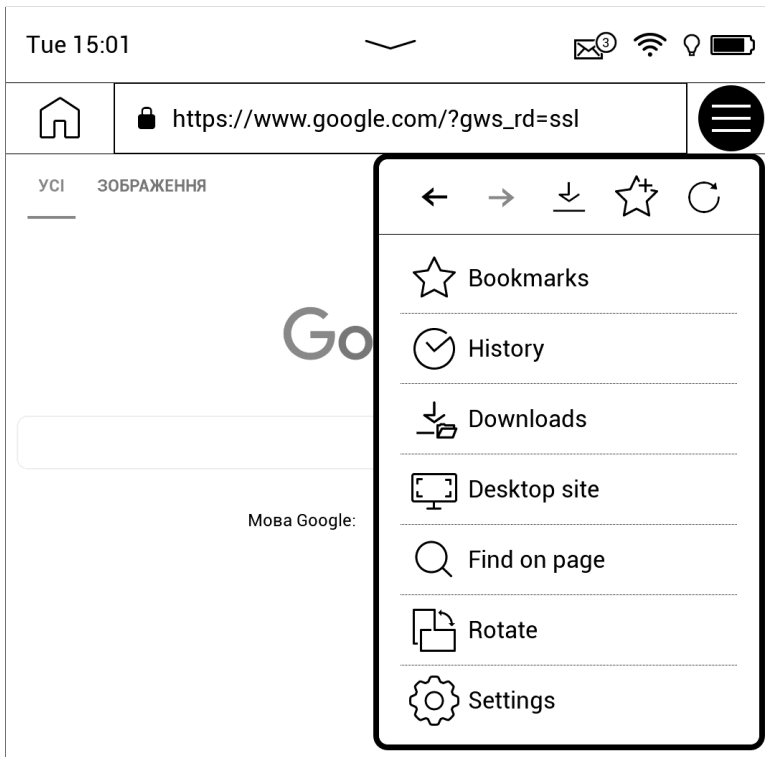 Tue 15:01
3
https://www.google.com/?gws_rd=ssl
УСІ ЗОБРАЖЕННЯ
Go
Мова Google:
Bookmarks
History
Downloads
Desktop site
Find on page
Rotate
Settings